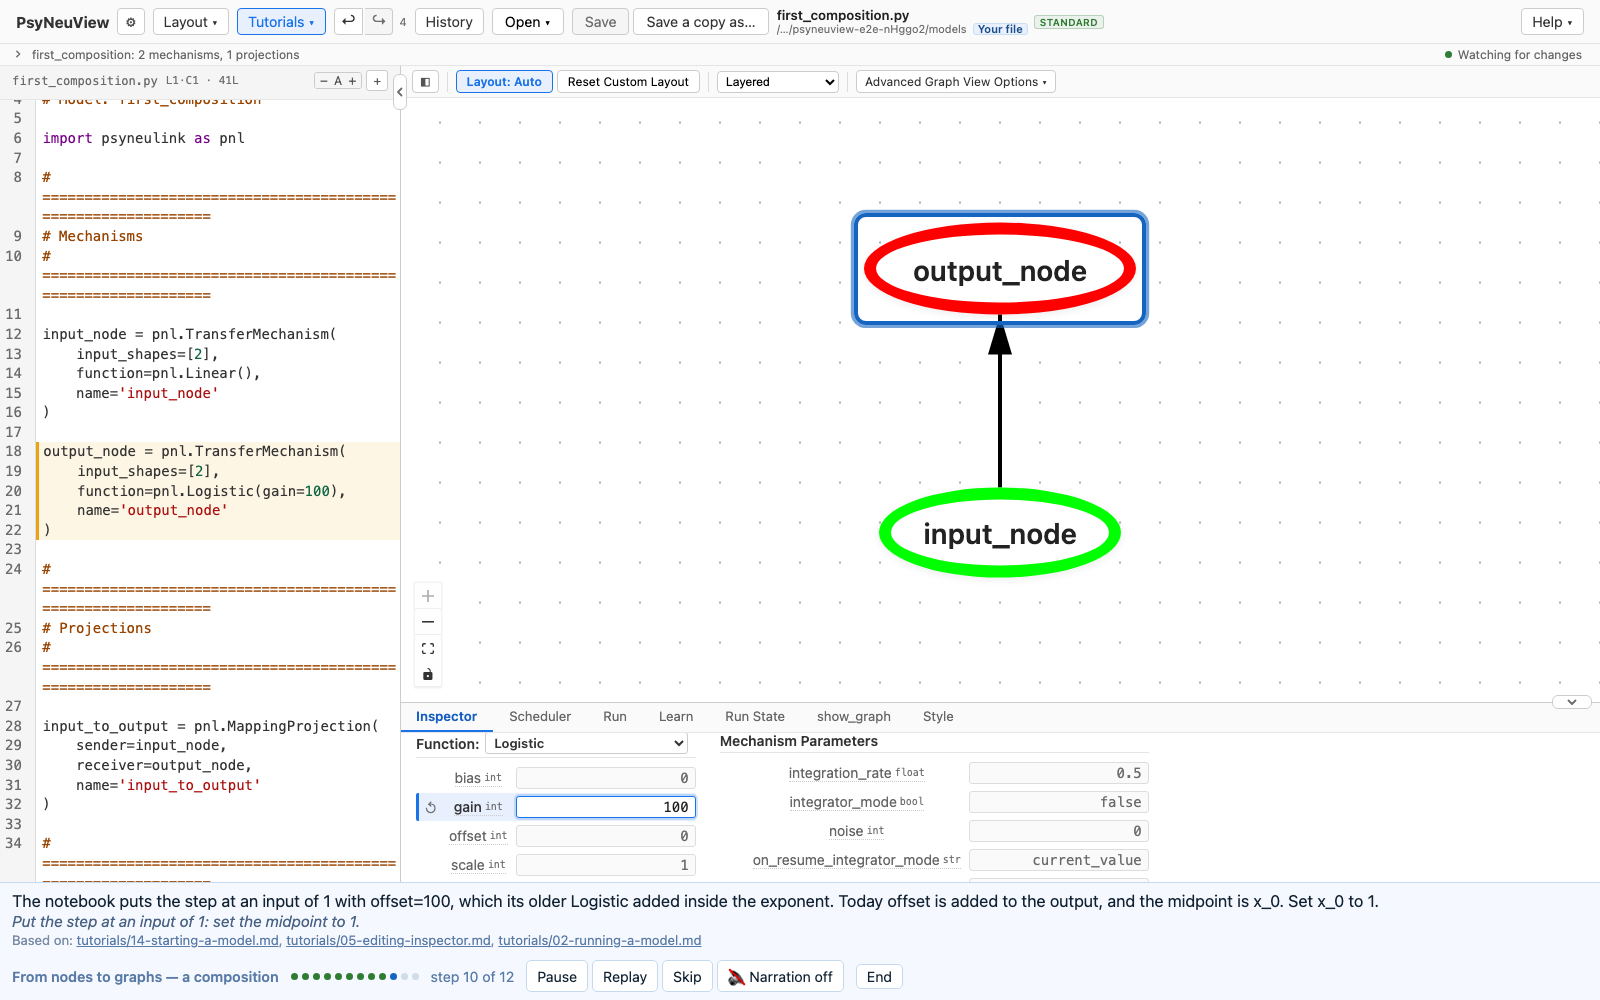 PsyNeuView
⚙
Layout ▾
Tutorials ▾
↩
↪
4
History
Open ▾
Save
Save a copy as...
first_composition.py
/.../psyneuview-e2e-nHggo2/models
Your file
STANDARD
Help ▾
first_composition: 2 mechanisms, 1 projections
Watching for changes
first_composition.py L1:C1 · 41L
− A +
+
Layout: Auto
Reset Custom Layout
Layered
Advanced Graph View Options ▾
4 # Model: first_composition
5
6 import psyneulink as pnl
7
8 #
==========================================
====================
9 # Mechanisms
10 #
==========================================
====================
11
12 input_node = pnl.TransferMechanism(
13 input_shapes=[2],
14 function=pnl.Linear(),
15 name='input_node'
16 )
17
18 output_node = pnl.TransferMechanism(
19 input_shapes=[2],
20 function=pnl.Logistic(gain=100),
21 name='output_node'
22 )
23
24 #
==========================================
====================
25 # Projections
26 #
==========================================
====================
27
28 input_to_output = pnl.MappingProjection(
29 sender=input_node,
30 receiver=output_node,
31 name='input_to_output'
32 )
33
34 #
==========================================
====================
output_node
input_node
Inspector
Scheduler
Run
Learn
Run State
show_graph
Style
Function: Logistic
bias int 0
gain int 100
offset int 0
scale int 1
Mechanism Parameters
integration_rate float 0.5
integrator_mode bool false
noise int 0
on_resume_integrator_mode str current_value
The notebook puts the step at an input of 1 with offset=100, which its older Logistic added inside the exponent. Today offset is added to the output, and the midpoint is x_0. Set x_0 to 1.
Put the step at an input of 1: set the midpoint to 1.
Based on: tutorials/14-starting-a-model.md, tutorials/05-editing-inspector.md, tutorials/02-running-a-model.md
From nodes to graphs — a composition
step 10 of 12
Pause
Replay
Skip
Narration off
End